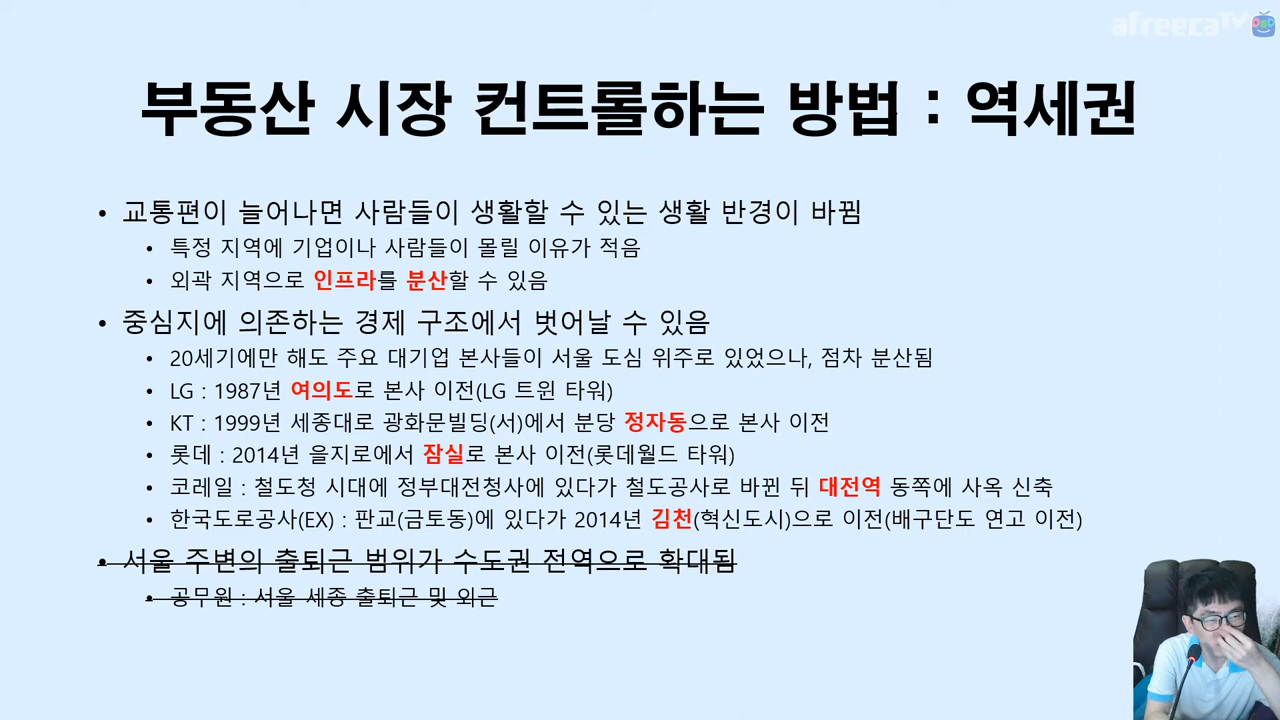 afreecaTV
부동산 시장 컨트롤하는 방법 : 역세권
• 교통편이 늘어나면 사람들이 생활할 수 있는 생활 반경이 바뀜
• 특정 지역에 기업이나 사람들이 몰릴 이유가 적음
• 외곽 지역으로 인프라를 분산할 수 있음
• 중심지에 의존하는 경제 구조에서 벗어날 수 있음
• 20세기에만 해도 주요 대기업 본사들이 서울 도심 위주로 있었으나, 점차 분산됨
• LG : 1987년 여의도로 본사 이전(LG 트윈 타워)
• KT : 1999년 세종대로 광화문빌딩(서)에서 분당 정자동으로 본사 이전
• 롯데 : 2014년 을지로에서 잠실로 본사 이전(롯데월드 타워)
• 코레일 : 철도청 시대에 정부대전청사에 있다가 철도공사로 바뀐 뒤 대전역 동쪽에 사옥 신축
• 한국도로공사(EX) : 판교(금토동)에 있다가 2014년 김천(혁신도시)으로 이전(배구단도 연고 이전)
• 서울 주변의 출퇴근 범위가 수도권 전역으로 확대됨
• 공무원 : 서울 세종 출퇴근 및 외근